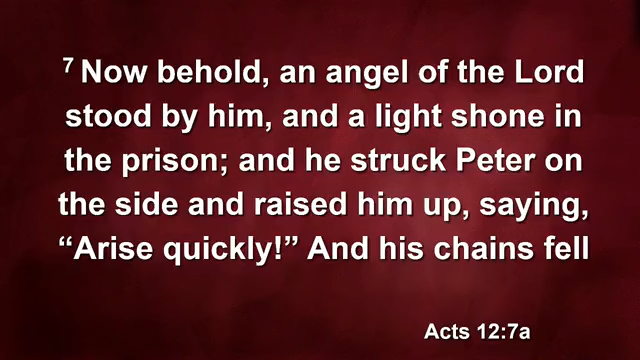 7 Now behold, an angel of the Lord
stood by him, and a light shone in
the prison; and he struck Peter on
the side and raised him up, saying,
“Arise quickly!” And his chains fell
Acts 12:7a